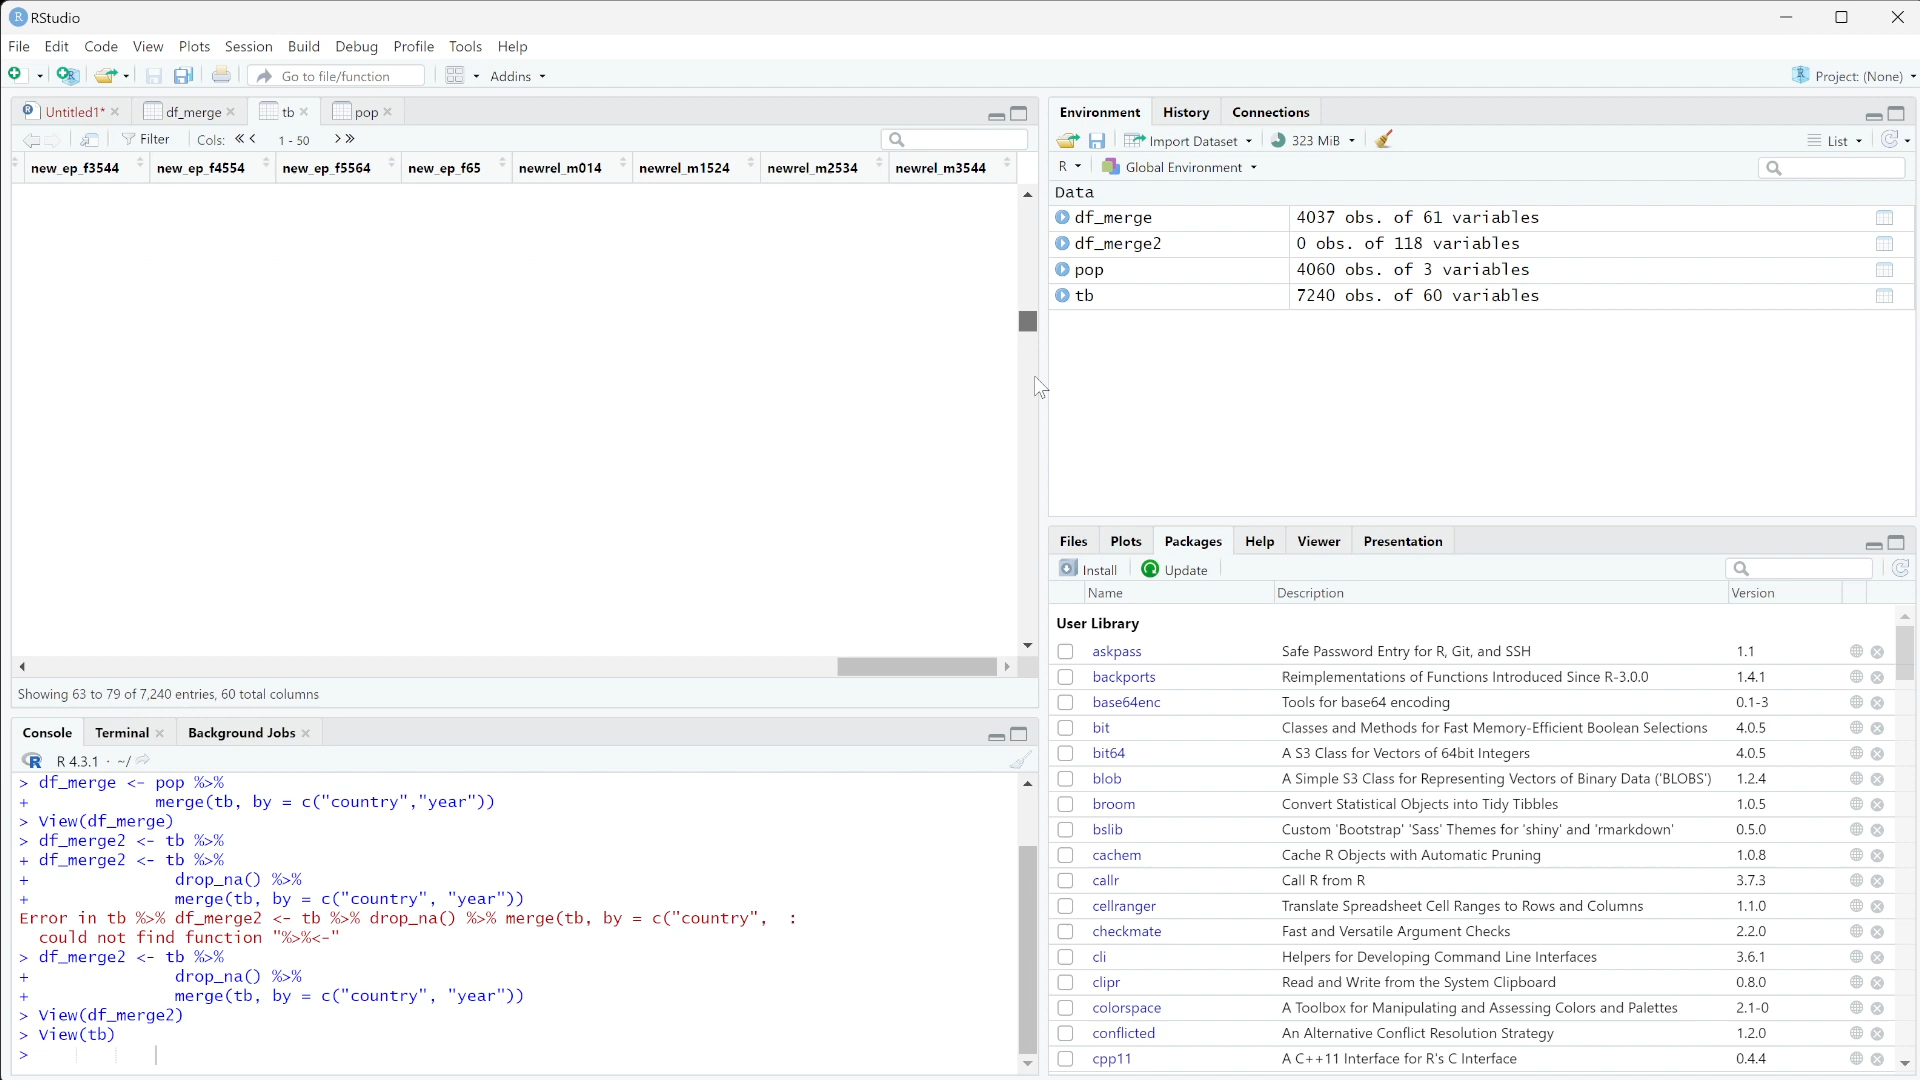 RStudio
File Edit Code View Plots Session Build Debug Profile Tools Help
Go to file/function Addins Project: (None)
Untitled1* df_merge tb pop
Filter Cols: 1 - 50
new_ep_f3544 new_ep_f4554 new_ep_f5564 new_ep_f65 newrel_m014 newrel_m1524 newrel_m2534 newrel_m3544
Showing 63 to 79 of 7,240 entries, 60 total columns
Console Terminal Background Jobs
R 4.3.1 · ~/
> df_merge <- pop %>%
+ merge(tb, by = c("country","year"))
> View(df_merge)
> df_merge2 <- tb %>%
+ df_merge2 <- tb %>%
+ drop_na() %>%
+ merge(tb, by = c("country", "year"))
Error in tb %>% df_merge2 <- tb %>% drop_na() %>% merge(tb, by = c("country", :
could not find function "%>%<-"
> df_merge2 <- tb %>%
+ drop_na() %>%
+ merge(tb, by = c("country", "year"))
> View(df_merge2)
> View(tb)
>
Environment History Connections
Import Dataset 323 MiB List
R Global Environment
Data
df_merge 4037 obs. of 61 variables
df_merge2 0 obs. of 118 variables
pop 4060 obs. of 3 variables
tb 7240 obs. of 60 variables
Files Plots Packages Help Viewer Presentation
Install Update
Name Description Version
User Library
askpass Safe Password Entry for R, Git, and SSH 1.1
backports Reimplementations of Functions Introduced Since R-3.0.0 1.4.1
base64enc Tools for base64 encoding 0.1-3
bit Classes and Methods for Fast Memory-Efficient Boolean Selections 4.0.5
bit64 A S3 Class for Vectors of 64bit Integers 4.0.5
blob A Simple S3 Class for Representing Vectors of Binary Data ('BLOBS') 1.2.4
broom Convert Statistical Objects into Tidy Tibbles 1.0.5
bslib Custom 'Bootstrap' 'Sass' Themes for 'shiny' and 'rmarkdown' 0.5.0
cachem Cache R Objects with Automatic Pruning 1.0.8
callr Call R from R 3.7.3
cellranger Translate Spreadsheet Cell Ranges to Rows and Columns 1.1.0
checkmate Fast and Versatile Argument Checks 2.2.0
cli Helpers for Developing Command Line Interfaces 3.6.1
clipr Read and Write from the System Clipboard 0.8.0
colorspace A Toolbox for Manipulating and Assessing Colors and Palettes 2.1-0
conflicted An Alternative Conflict Resolution Strategy 1.2.0
cpp11 A C++11 Interface for R's C Interface 0.4.4